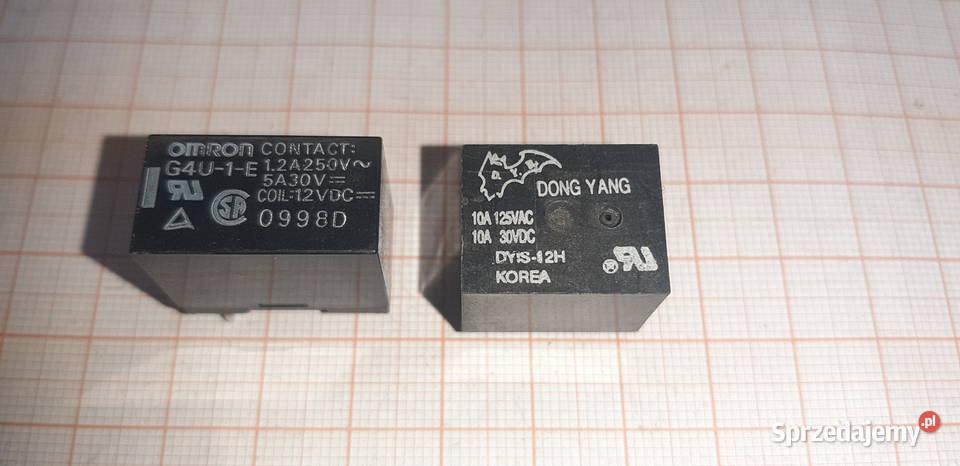 OMRON CONTACT:
G4U-1-E 1.2A250V~
5A30V⎓
COIL:12VDC⎓
0998D
DONG YANG
10A 125VAC
10A 30VDC
DYIS-12H
KOREA
Sprzedajemy.pl